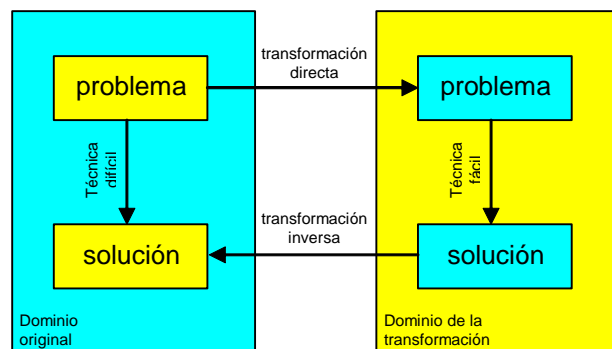 transformación
directa
problema
problema
Técnica
difícil
Técnica
fácil
transformación
inversa
solución
solución
Dominio
original
Dominio de la
transformación